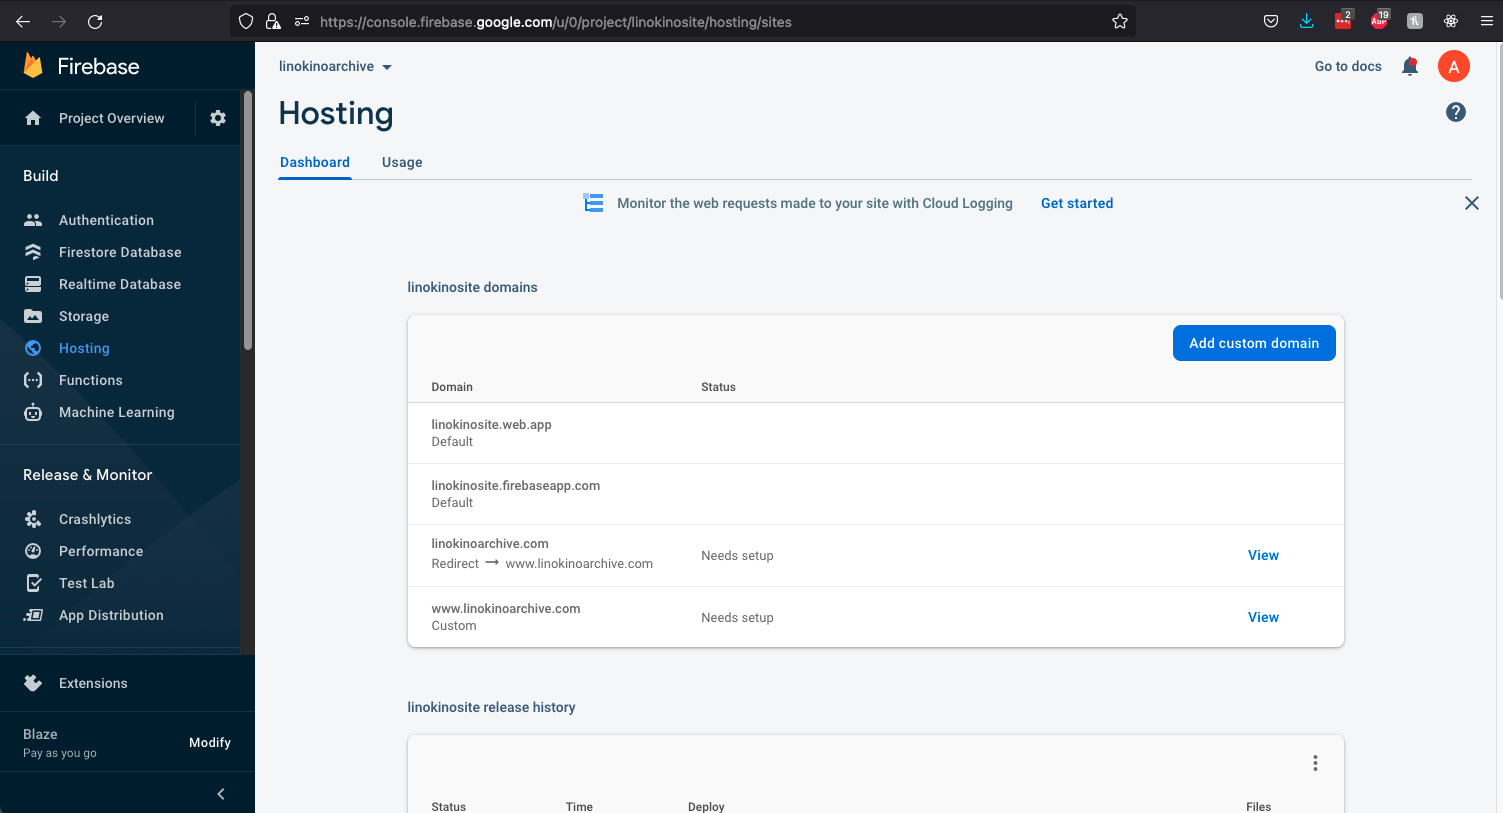 https://console.firebase.google.com/u/0/project/linokinosite/hosting/sites
2
19
ABP
Firebase
linokinoarchive
Go to docs
A
Project Overview
Hosting
?
Dashboard
Usage
Build
Monitor the web requests made to your site with Cloud Logging
Get started
Authentication
Firestore Database
Realtime Database
Storage
Hosting
Functions
Machine Learning
linokinosite domains
Add custom domain
Domain
Status
linokinosite.web.app
Default
linokinosite.firebaseapp.com
Default
linokinoarchive.com
Redirect → www.linokinoarchive.com
Needs setup
View
www.linokinoarchive.com
Custom
Needs setup
View
Release & Monitor
Crashlytics
Performance
Test Lab
App Distribution
Extensions
Blaze
Pay as you go
Modify
linokinosite release history
Status
Time
Deploy
Files